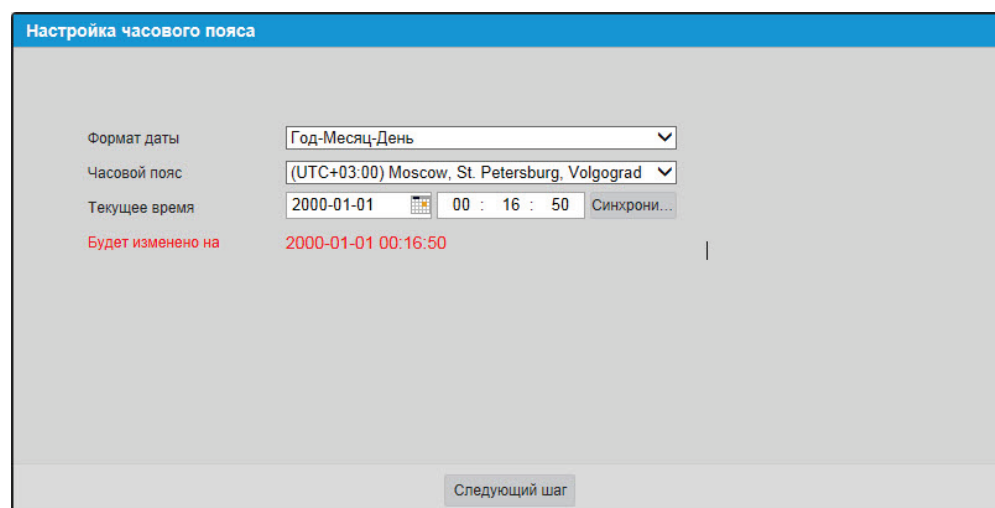 Настройка часового пояса
Формат даты Год-Месяц-День
Часовой пояс (UTC+03:00) Moscow, St. Petersburg, Volgograd
Текущее время 2000-01-01 00 : 16 : 50 Синхрони...
Будет изменено на 2000-01-01 00:16:50
Следующий шаг